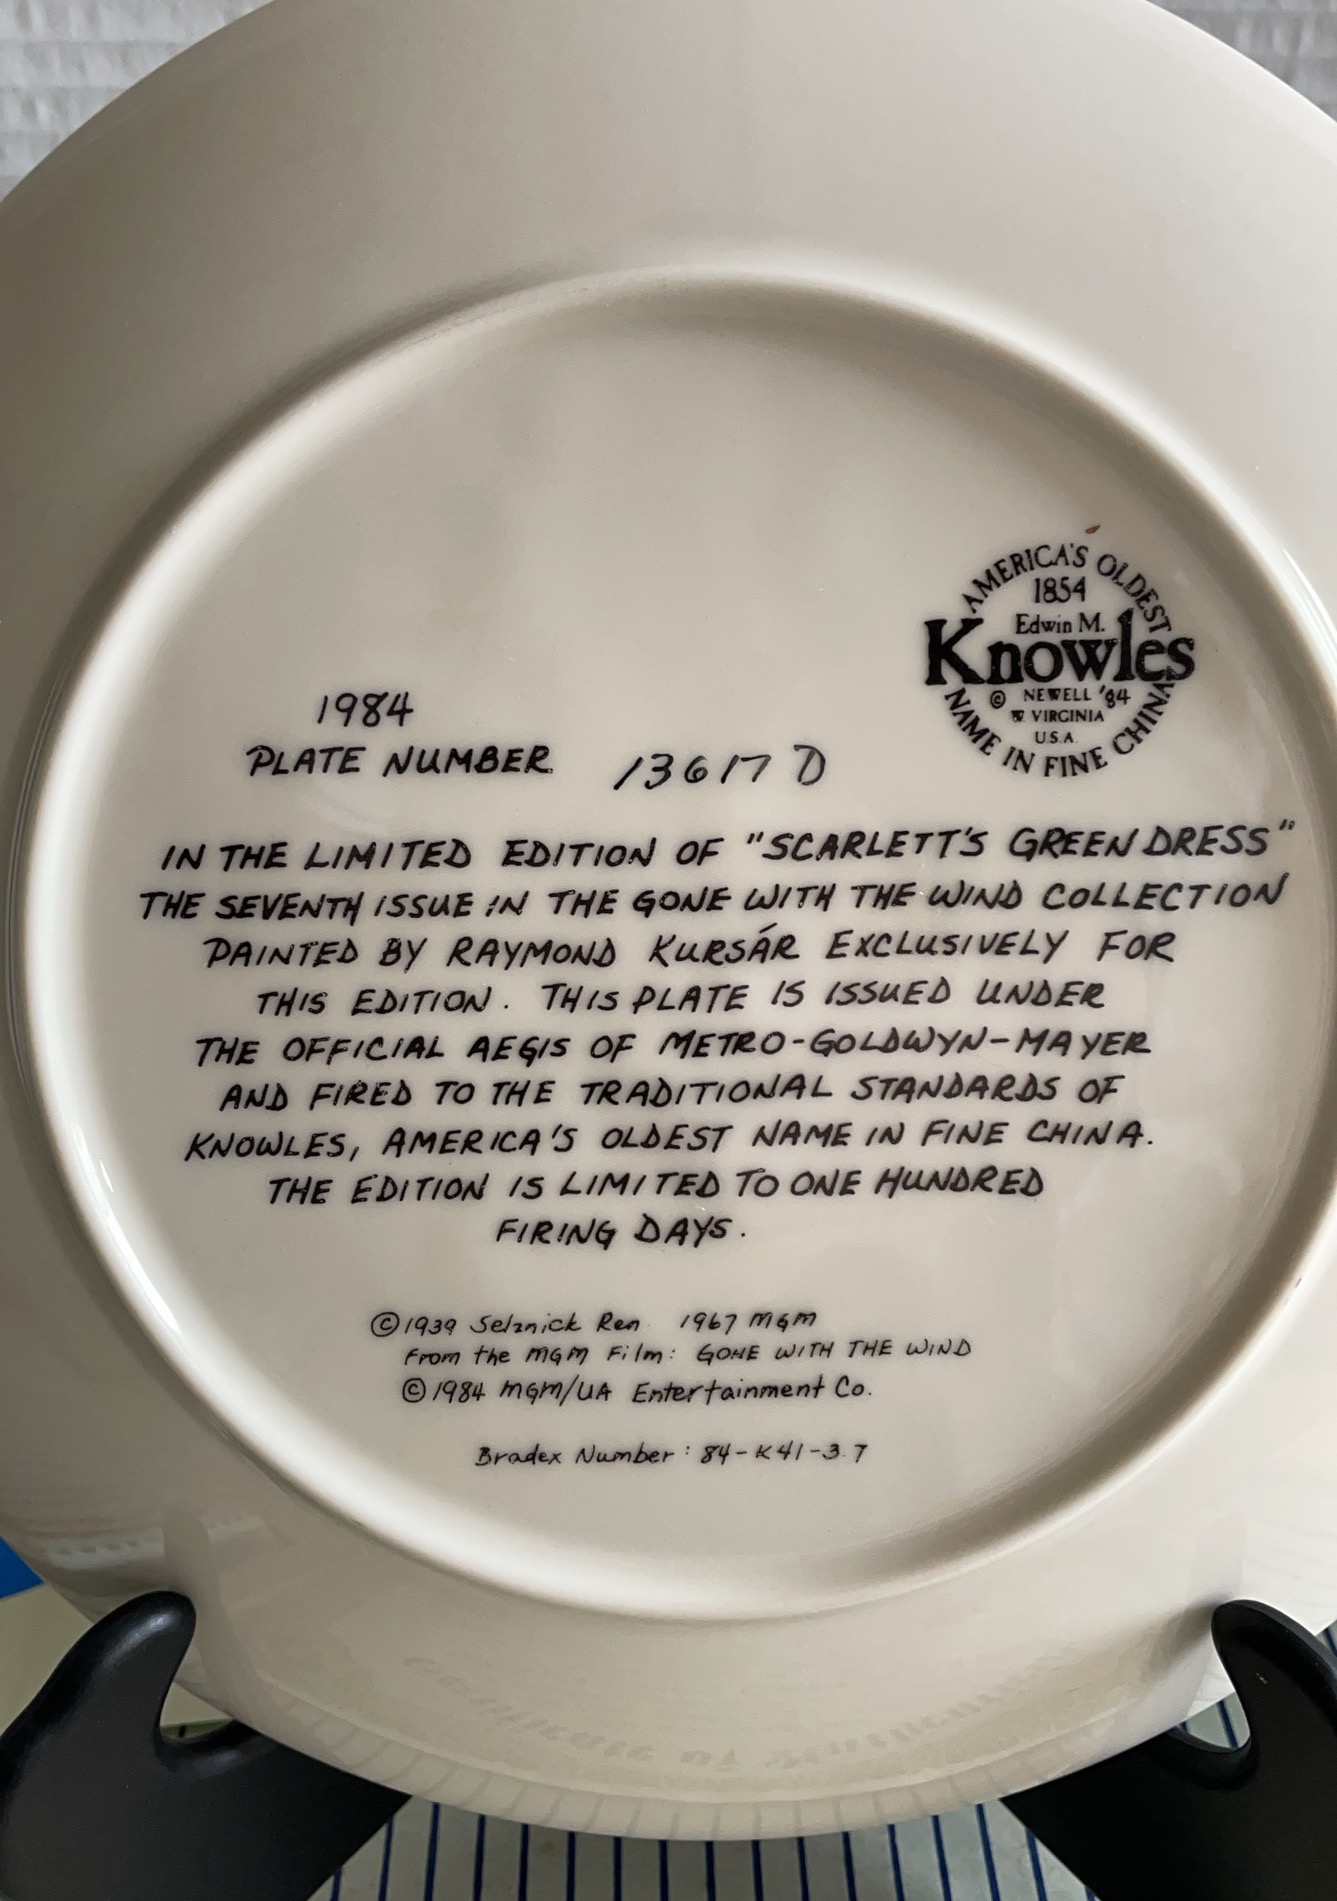 AMERICA'S OLDEST
1854
Edwin M.
Knowles
© NEWELL '84
W. VIRGINIA
U.S.A.
NAME IN FINE CHINA
1984
PLATE NUMBER 13617 D
IN THE LIMITED EDITION OF "SCARLETT'S GREEN DRESS"
THE SEVENTH ISSUE IN THE GONE WITH THE WIND COLLECTION
PAINTED BY RAYMOND KURSÁR EXCLUSIVELY FOR
THIS EDITION. THIS PLATE IS ISSUED UNDER
THE OFFICIAL AEGIS OF METRO-GOLDWYN-MAYER
AND FIRED TO THE TRADITIONAL STANDARDS OF
KNOWLES, AMERICA'S OLDEST NAME IN FINE CHINA.
THE EDITION IS LIMITED TO ONE HUNDRED
FIRING DAYS.
©1939 Selznick Ren. 1967 MGM
From the MGM Film: GONE WITH THE WIND
©1984 MGM/UA Entertainment Co.
Bradex Number: 84-K41-3.7